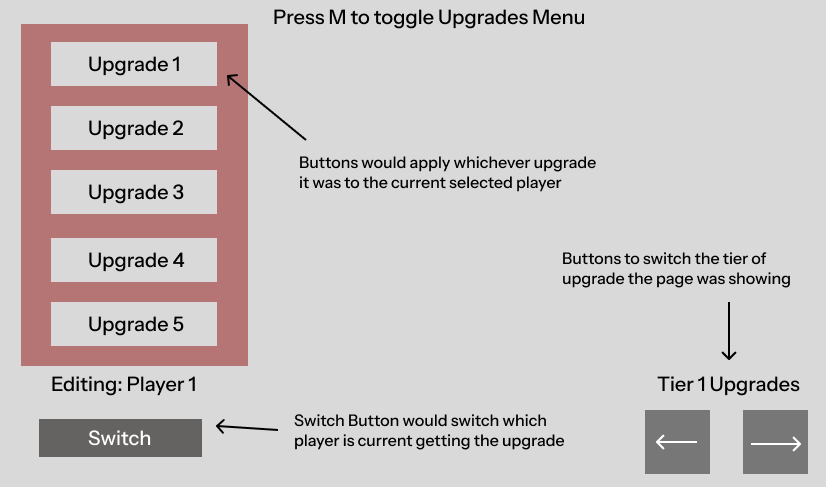 Press M to toggle Upgrades Menu
Upgrade 1
Upgrade 2
Upgrade 3
Upgrade 4
Upgrade 5
Buttons would apply whichever upgrade
it was to the current selected player
Buttons to switch the tier of
upgrade the page was showing
Editing: Player 1
Switch
Switch Button would switch which
player is current getting the upgrade
Tier 1 Upgrades